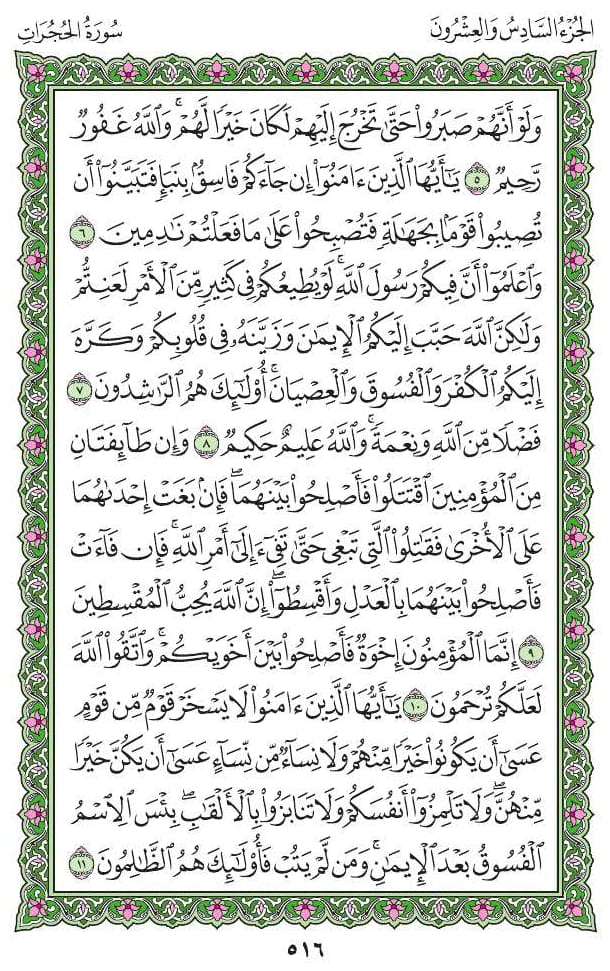 الجُزْءُ السَّادِسُ وَالعِشْرُونَ
سُورَةُ الحُجُرَاتِ
وَلَوْ أَنَّهُمْ صَبَرُوا۟ حَتَّىٰ تَخْرُجَ إِلَيْهِمْ لَكَانَ خَيْرًا لَّهُمْ ۚ وَٱللَّهُ غَفُورٌ
رَّحِيمٌ ٥ يَـٰٓأَيُّهَا ٱلَّذِينَ ءَامَنُوٓا۟ إِن جَآءَكُمْ فَاسِقٌۢ بِنَبَإٍ فَتَبَيَّنُوٓا۟ أَن
تُصِيبُوا۟ قَوْمًۢا بِجَهَـٰلَةٍ فَتُصْبِحُوا۟ عَلَىٰ مَا فَعَلْتُمْ نَـٰدِمِينَ ٦
وَٱعْلَمُوٓا۟ أَنَّ فِيكُمْ رَسُولَ ٱللَّهِ ۚ لَوْ يُطِيعُكُمْ فِى كَثِيرٍ مِّنَ ٱلْأَمْرِ لَعَنِتُّمْ
وَلَـٰكِنَّ ٱللَّهَ حَبَّبَ إِلَيْكُمُ ٱلْإِيمَـٰنَ وَزَيَّنَهُۥ فِى قُلُوبِكُمْ وَكَرَّهَ
إِلَيْكُمُ ٱلْكُفْرَ وَٱلْفُسُوقَ وَٱلْعِصْيَانَ ۚ أُو۟لَـٰٓئِكَ هُمُ ٱلرَّٰشِدُونَ ٧
فَضْلًا مِّنَ ٱللَّهِ وَنِعْمَةً ۚ وَٱللَّهُ عَلِيمٌ حَكِيمٌ ٨ وَإِن طَآئِفَتَانِ
مِنَ ٱلْمُؤْمِنِينَ ٱقْتَتَلُوا۟ فَأَصْلِحُوا۟ بَيْنَهُمَا ۖ فَإِنۢ بَغَتْ إِحْدَىٰهُمَا
عَلَى ٱلْأُخْرَىٰ فَقَـٰتِلُوا۟ ٱلَّتِى تَبْغِى حَتَّىٰ تَفِىٓءَ إِلَىٰٓ أَمْرِ ٱللَّهِ ۚ فَإِن فَآءَتْ
فَأَصْلِحُوا۟ بَيْنَهُمَا بِٱلْعَدْلِ وَأَقْسِطُوٓا۟ ۖ إِنَّ ٱللَّهَ يُحِبُّ ٱلْمُقْسِطِينَ
٩ إِنَّمَا ٱلْمُؤْمِنُونَ إِخْوَةٌ فَأَصْلِحُوا۟ بَيْنَ أَخَوَيْكُمْ ۚ وَٱتَّقُوا۟ ٱللَّهَ
لَعَلَّكُمْ تُرْحَمُونَ ١٠ يَـٰٓأَيُّهَا ٱلَّذِينَ ءَامَنُوا۟ لَا يَسْخَرْ قَوْمٌ مِّن قَوْمٍ
عَسَىٰٓ أَن يَكُونُوا۟ خَيْرًا مِّنْهُمْ وَلَا نِسَآءٌ مِّن نِّسَآءٍ عَسَىٰٓ أَن يَكُنَّ خَيْرًا
مِّنْهُنَّ ۖ وَلَا تَلْمِزُوٓا۟ أَنفُسَكُمْ وَلَا تَنَابَزُوا۟ بِٱلْأَلْقَـٰبِ ۖ بِئْسَ ٱلِٱسْمُ
ٱلْفُسُوقُ بَعْدَ ٱلْإِيمَـٰنِ ۚ وَمَن لَّمْ يَتُبْ فَأُو۟لَـٰٓئِكَ هُمُ ٱلظَّـٰلِمُونَ ١١
٥١٦